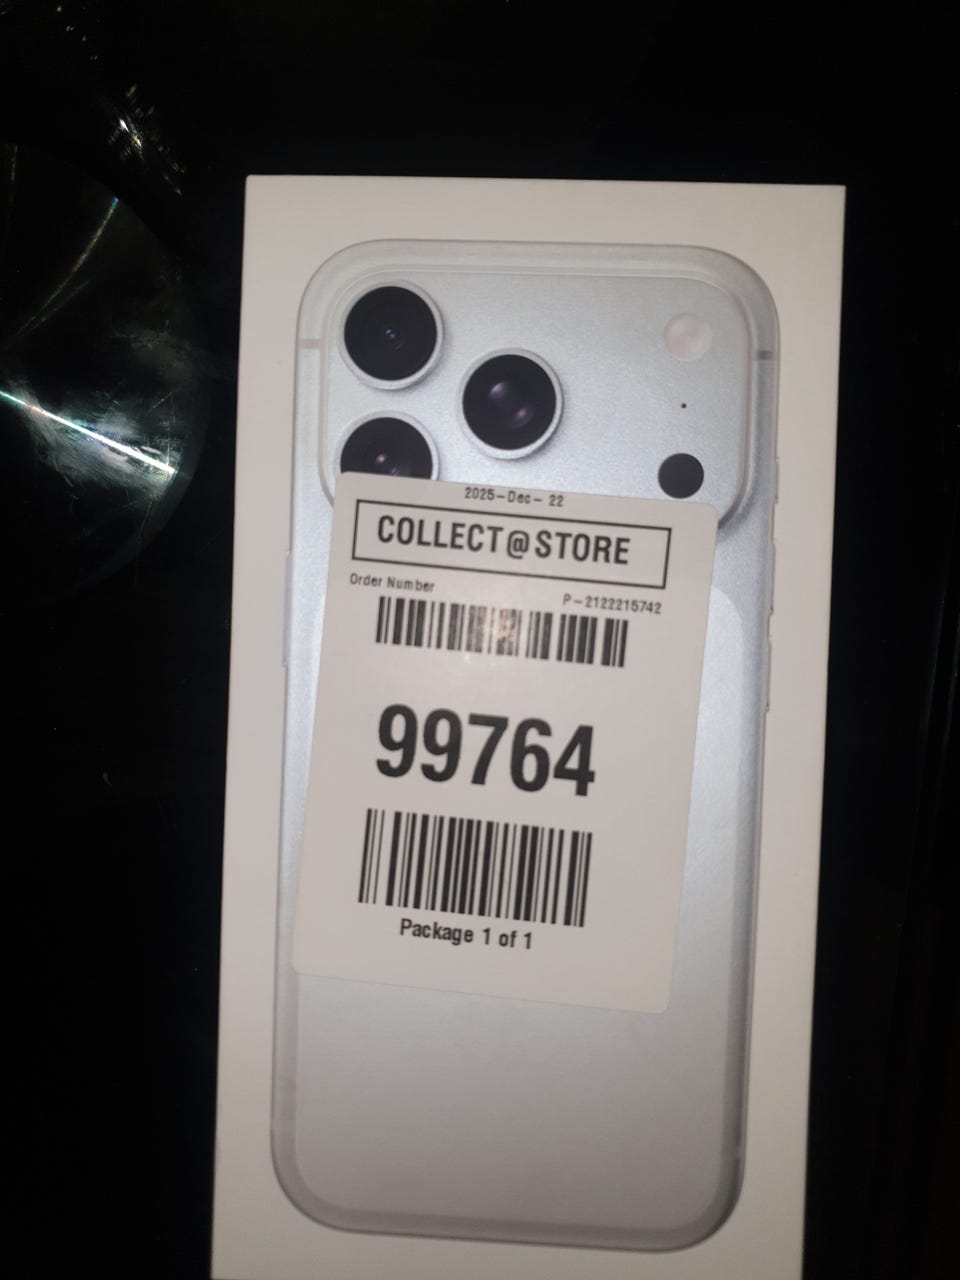 2025-Dec- 22
COLLECT@STORE
Order Number
P-2122215742
99764
Package 1 of 1